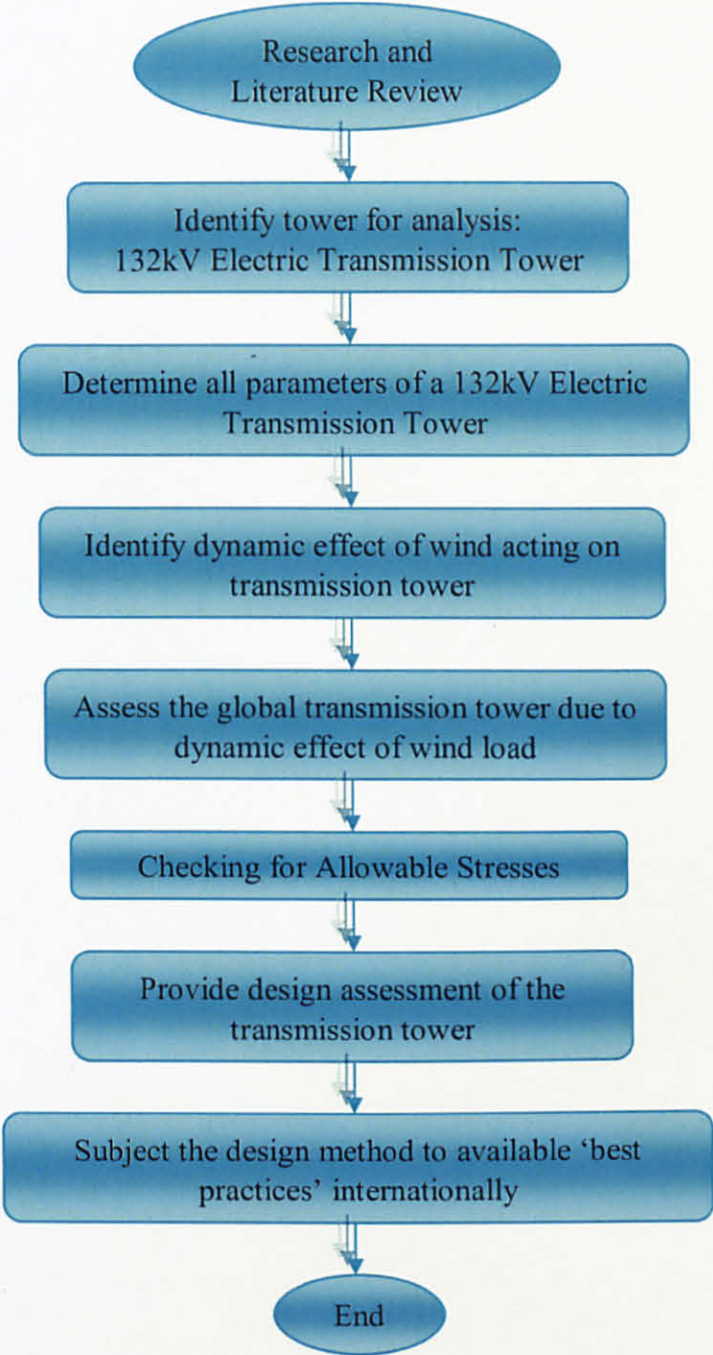 Research and
Literature Review
Identify tower for analysis:
132kV Electric Transmission Tower
Determine all parameters of a 132kV Electric
Transmission Tower
Identify dynamic effect of wind acting on
transmission tower
Assess the global transmission tower due to
dynamic effect of wind load
Checking for Allowable Stresses
Provide design assessment of the
transmission tower
Subject the design method to available ‘best
practices’ internationally
End